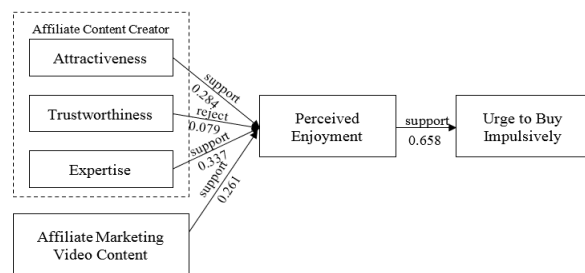 Affiliate Content Creator
Attractiveness
support
0.284
Trustworthiness
reject
0.079
Expertise
support
0.337
support
0.261
Affiliate Marketing
Video Content
Perceived
Enjoyment
support
0.658
Urge to Buy
Impulsively